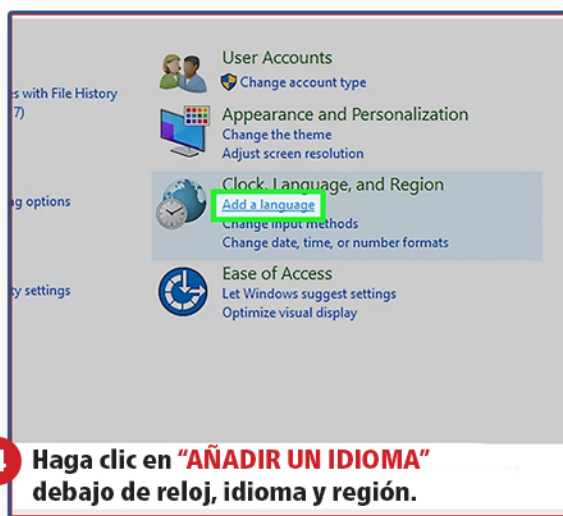 User Accounts
Change account type
s with File History
7)
Appearance and Personalization
Change the theme
Adjust screen resolution
Clock, Language, and Region
g options
Add a language
Change input methods
Change date, time, or number formats
Ease of Access
y settings
Let Windows suggest settings
Optimize visual display
4 Haga clic en “AÑADIR UN IDIOMA”
debajo de reloj, idioma y región.